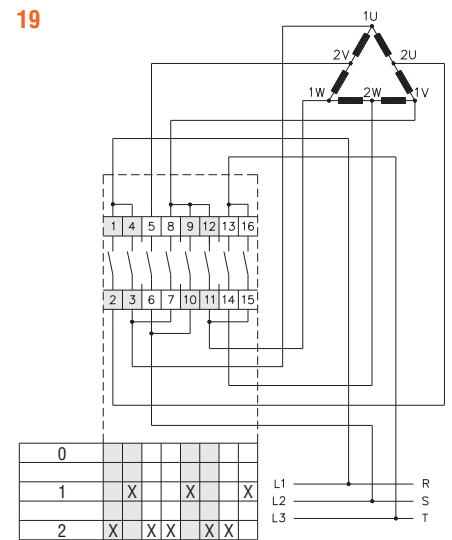 19
1U
2V 2U
1W 2W 1V
1 4 5 8 9 12 13 16
2 3 6 7 10 11 14 15
0
1 X X X
2 X X X X X
L1 R
L2 S
L3 T